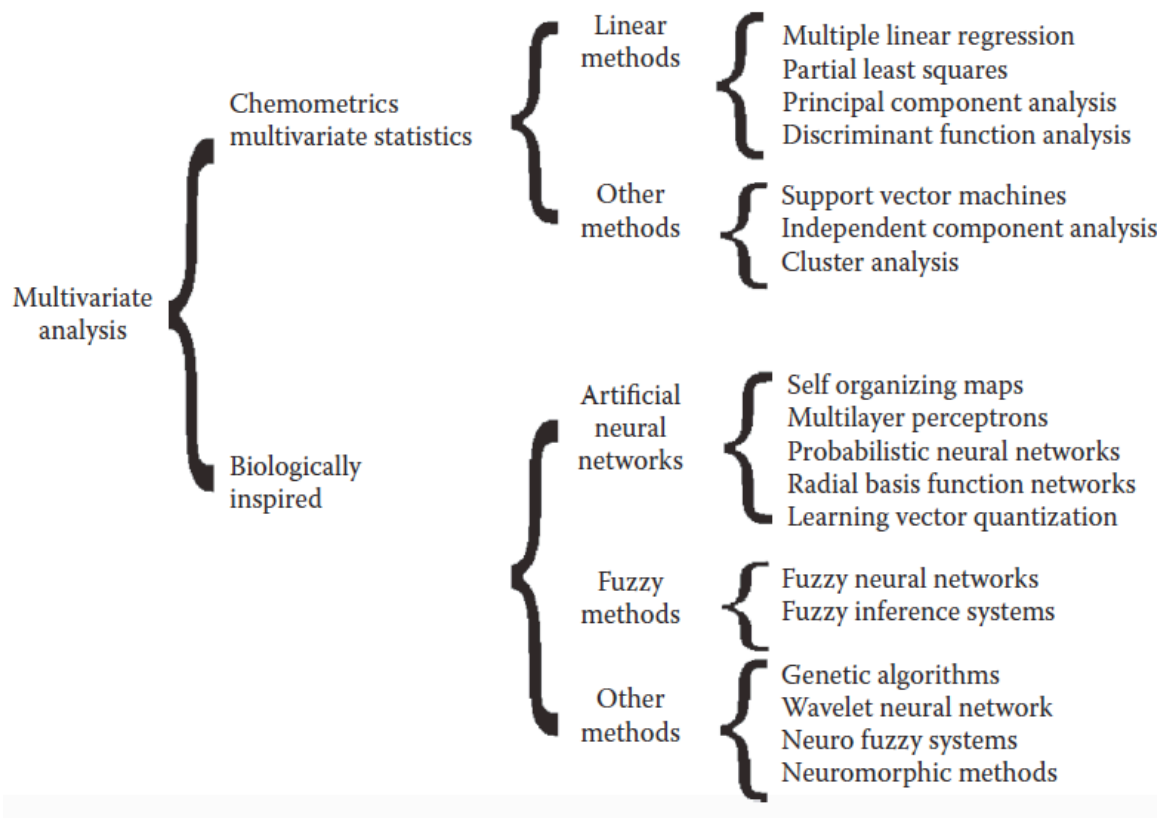 Multivariate
analysis
Chemometrics
multivariate statistics
Linear
methods
Multiple linear regression
Partial least squares
Principal component analysis
Discriminant function analysis
Other
methods
Support vector machines
Independent component analysis
Cluster analysis
Biologically
inspired
Artificial
neural
networks
Self organizing maps
Multilayer perceptrons
Probabilistic neural networks
Radial basis function networks
Learning vector quantization
Fuzzy
methods
Fuzzy neural networks
Fuzzy inference systems
Other
methods
Genetic algorithms
Wavelet neural network
Neuro fuzzy systems
Neuromorphic methods